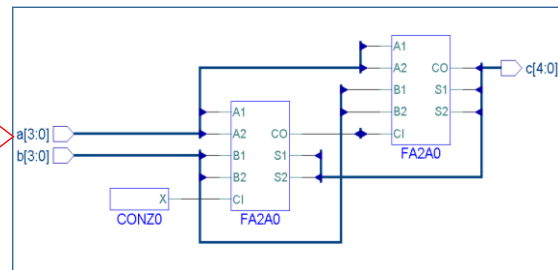 A1
A2
CO
c[4:0]
B1
S1
B2
S2
CI
FA2A0
A1
a[3:0]
A2
CO
b[3:0]
B1
S1
B2
S2
X
CI
CONZ0
FA2A0